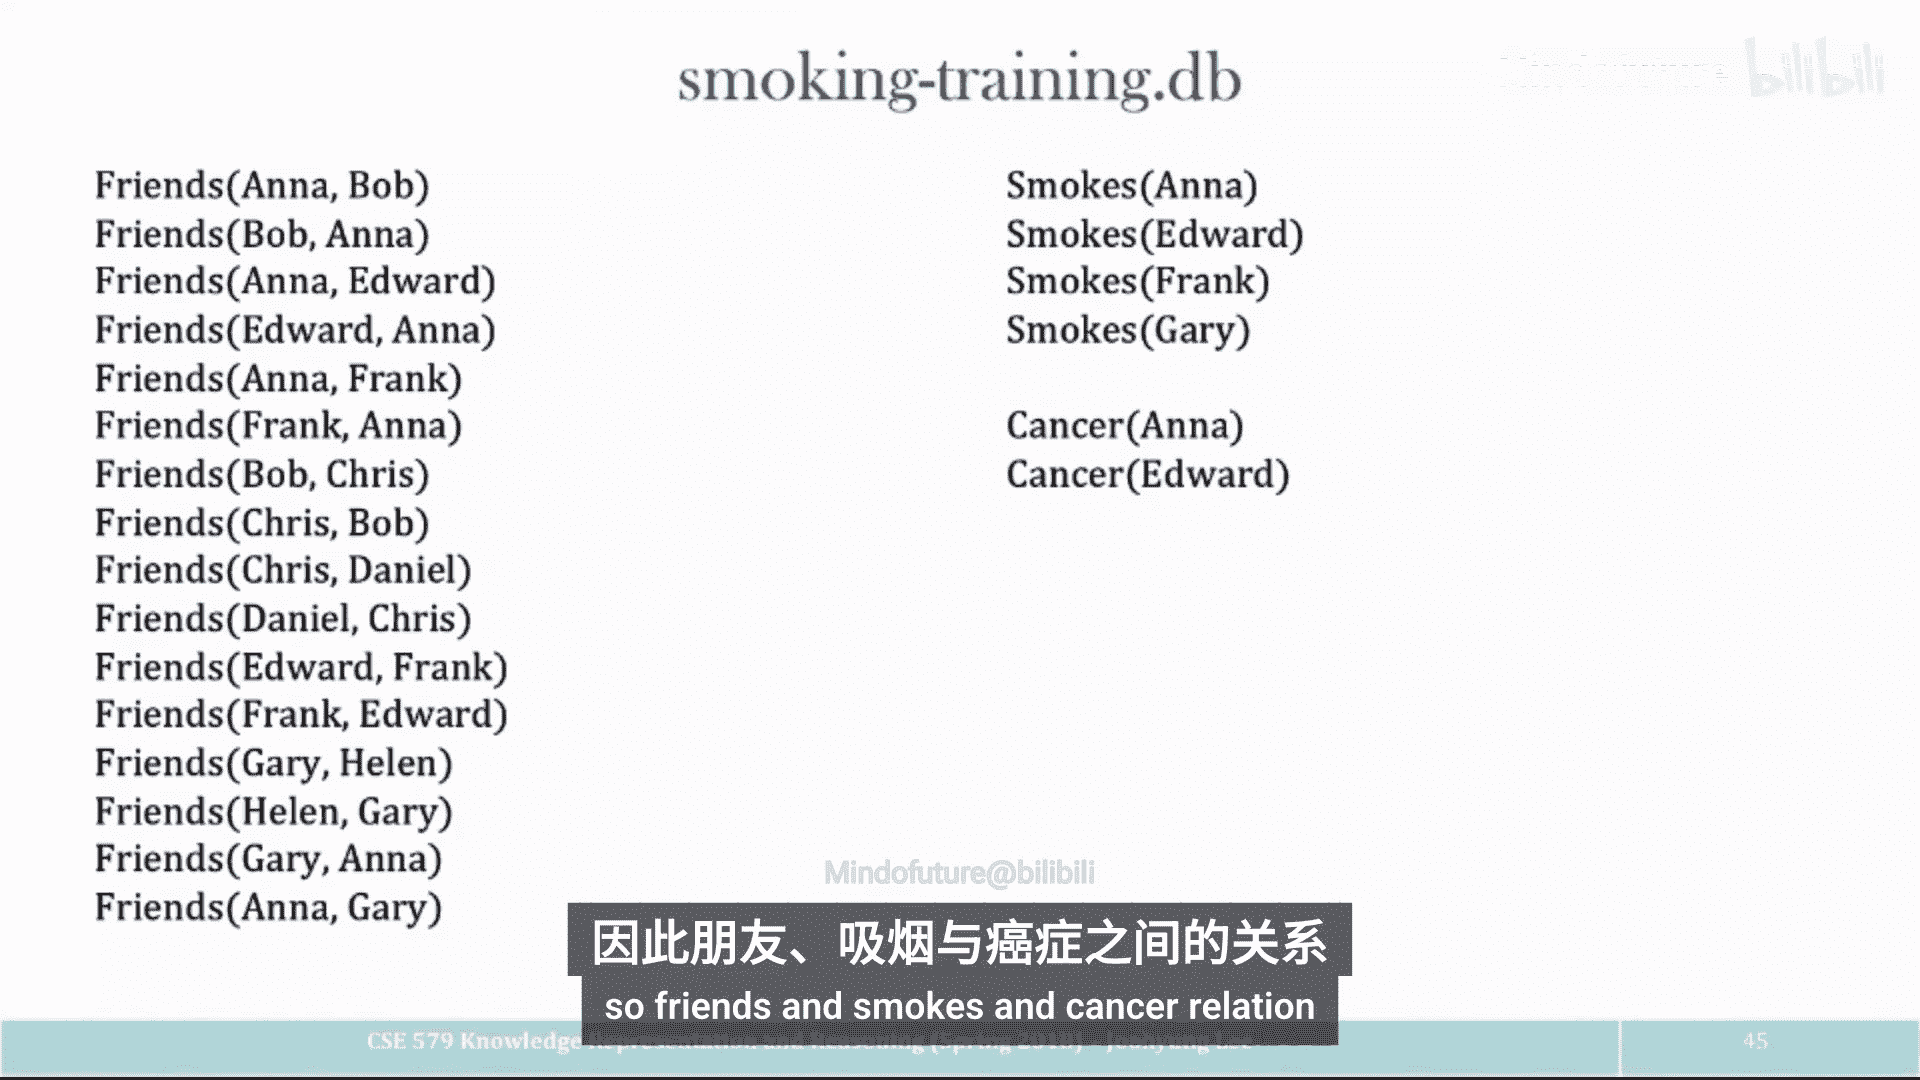 smoking-training.db
bilibili
Friends(Anna, Bob)
Friends(Bob, Anna)
Friends(Anna, Edward)
Friends(Edward, Anna)
Friends(Anna, Frank)
Friends(Frank, Anna)
Friends(Bob, Chris)
Friends(Chris, Bob)
Friends(Chris, Daniel)
Friends(Daniel, Chris)
Friends(Edward, Frank)
Friends(Frank, Edward)
Friends(Gary, Helen)
Friends(Helen, Gary)
Friends(Gary, Anna)
Friends(Anna, Gary)
Smokes(Anna)
Smokes(Edward)
Smokes(Frank)
Smokes(Gary)
Cancer(Anna)
Cancer(Edward)
Mindofuture@bilibili
因此朋友、吸烟与癌症之间的关系
so friends and smokes and cancer relation
CSE 579 Knowledge Representation and Reasoning
45